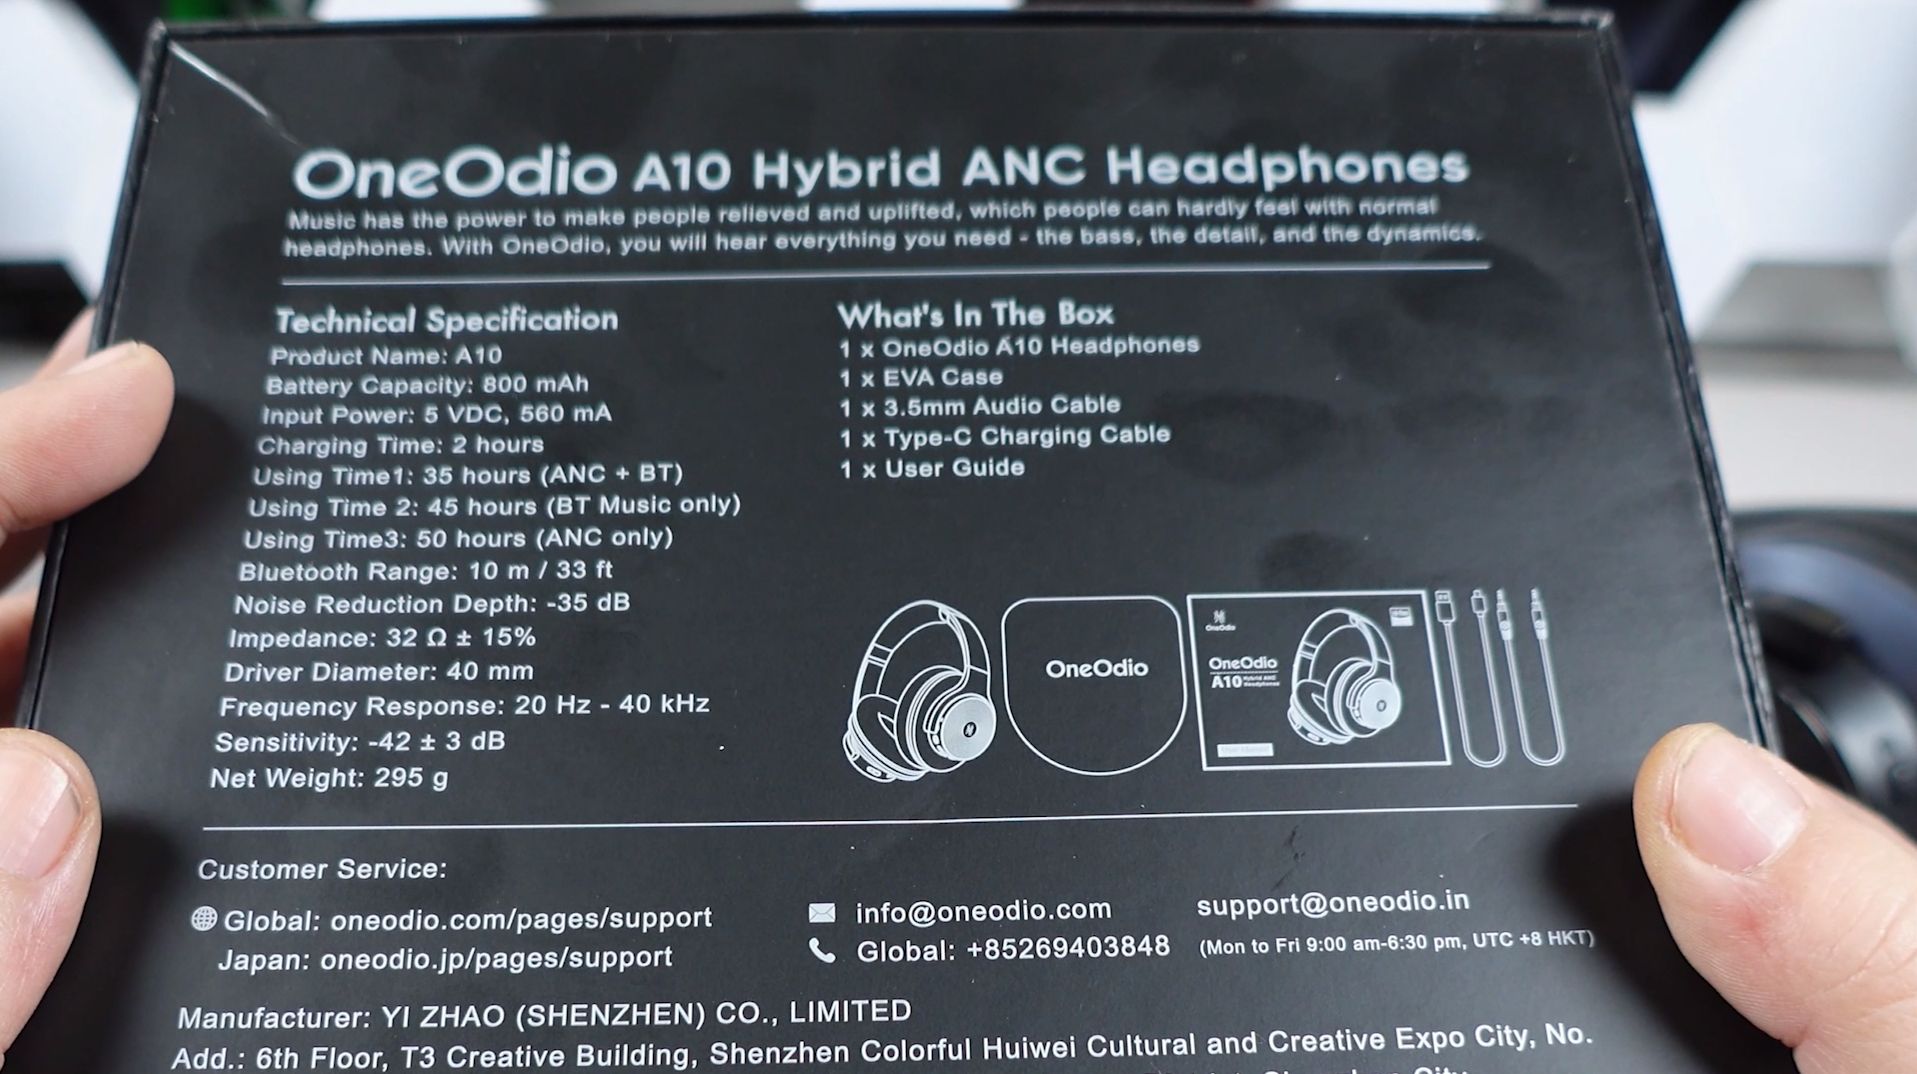 OneOdio A10 Hybrid ANC Headphones
Music has the power to make people relieved and uplifted, which people can hardly feel with normal
headphones. With OneOdio, you will hear everything you need - the bass, the detail, and the dynamics.
Technical Specification
Product Name: A10
Battery Capacity: 800 mAh
Input Power: 5 VDC, 560 mA
Charging Time: 2 hours
Using Time1: 35 hours (ANC + BT)
Using Time 2: 45 hours (BT Music only)
Using Time3: 50 hours (ANC only)
Bluetooth Range: 10 m / 33 ft
Noise Reduction Depth: -35 dB
Impedance: 32 Ω ± 15%
Driver Diameter: 40 mm
Frequency Response: 20 Hz - 40 kHz
Sensitivity: -42 ± 3 dB
Net Weight: 295 g
What's In The Box
1 x OneOdio A10 Headphones
1 x EVA Case
1 x 3.5mm Audio Cable
1 x Type-C Charging Cable
1 x User Guide
OneOdio
OneOdio
OneOdio
A10 Hybrid ANC Headphones
Customer Service:
Global: oneodio.com/pages/support
Japan: oneodio.jp/pages/support
info@oneodio.com
support@oneodio.in
Global: +85269403848 (Mon to Fri 9:00 am-6:30 pm, UTC +8 HKT)
Manufacturer: YI ZHAO (SHENZHEN) CO., LIMITED
Add.: 6th Floor, T3 Creative Building, Shenzhen Colorful Huiwei Cultural and Creative Expo City, No.